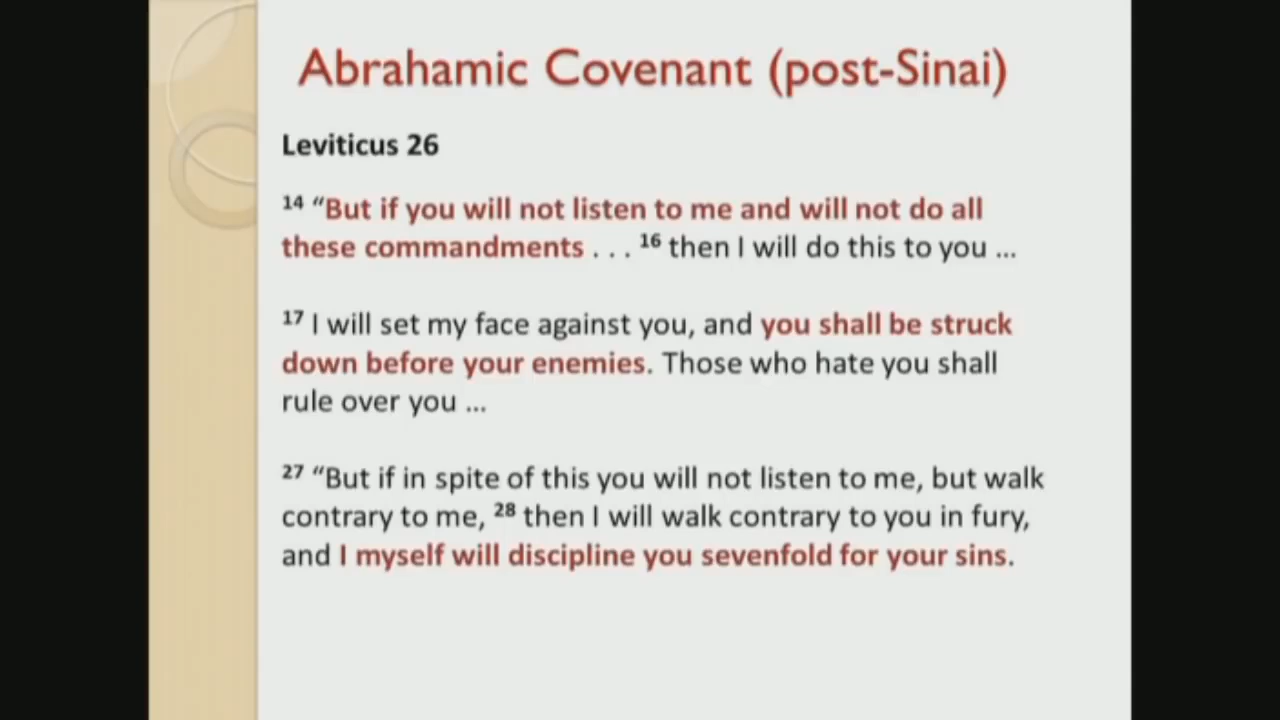 Abrahamic Covenant (post-Sinai)
Leviticus 26
14 “But if you will not listen to me and will not do all
these commandments . . . 16 then I will do this to you ...
17 I will set my face against you, and you shall be struck
down before your enemies. Those who hate you shall
rule over you ...
27 “But if in spite of this you will not listen to me, but walk
contrary to me, 28 then I will walk contrary to you in fury,
and I myself will discipline you sevenfold for your sins.